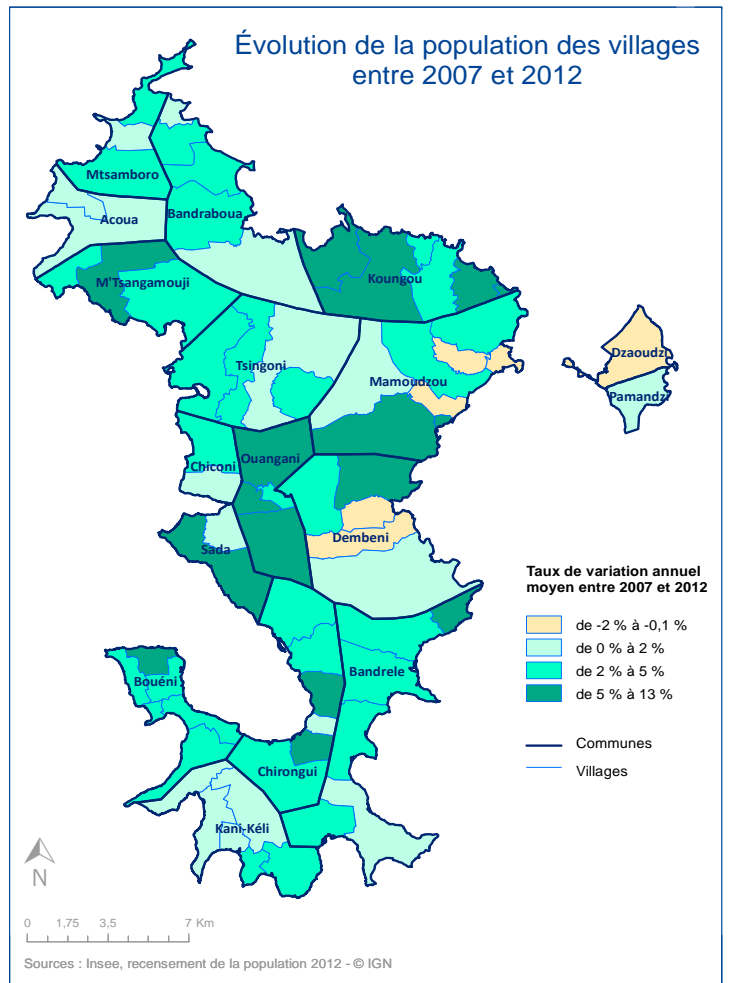 Évolution de la population des villages
entre 2007 et 2012
Mtsamboro
Acoua
Bandraboua
M'Tsangamouji
Koungou
Tsingoni
Mamoudzou
Dzaoudzi
Pamandzi
Ouangani
Chiconi
Sada
Dembeni
Taux de variation annuel
moyen entre 2007 et 2012
de -2 % à -0,1 %
de 0 % à 2 %
de 2 % à 5 %
de 5 % à 13 %
Communes
Villages
Bandrele
Bouéni
Chirongui
Kani-Kéli
N
0 1,75 3,5 7 Km
Sources : Insee, recensement de la population 2012 - © IGN